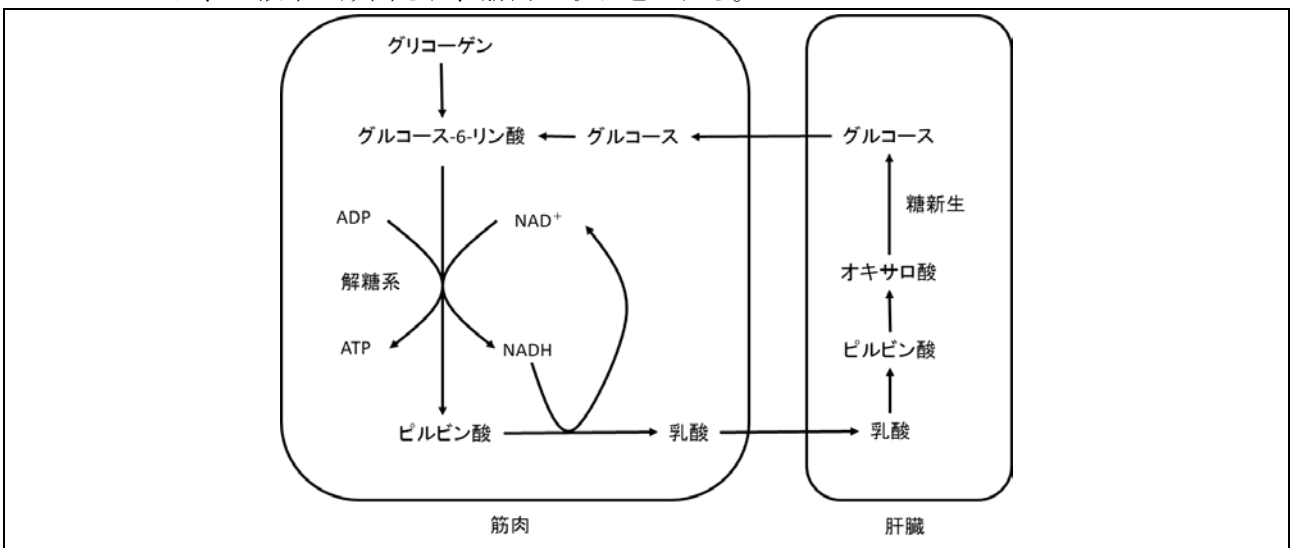 グリコーゲン
グルコース-6-リン酸 グルコース グルコース
糖新生
ADP NAD⁺
オキサロ酸
解糖系
ATP NADH ピルビン酸
ピルビン酸 乳酸 乳酸
筋肉 肝臓